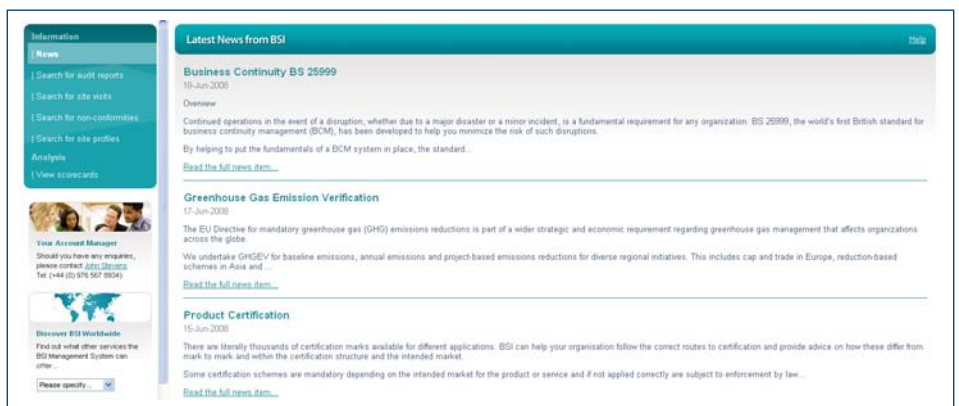 Information
| News
| Search for audit reports
| Search for site visits
| Search for non-conformities
| Search for site profiles
Analysis
| View scorecards
Your Account Manager
Should you have any enquiries,
please contact John Stevens
Tel: (+44 (0) 976 567 8934)
Discover BSI Worldwide
Find out what other services the
BSI Management System can
offer...
Please specify...
Latest News from BSI
Help
Business Continuity BS 25999
18-Jun-2008
Overview
Continued operations in the event of a disruption, whether due to a major disaster or a minor incident, is a fundamental requirement for any organization. BS 25999, the world's first British standard for
business continuity management (BCM), has been developed to help you minimize the risk of such disruptions.
By helping to put the fundamentals of a BCM system in place, the standard...
Read the full news item...
Greenhouse Gas Emission Verification
17-Jun-2008
The EU Directive for mandatory greenhouse gas (GHG) emissions reductions is part of a wider strategic and economic requirement regarding greenhouse gas management that affects organizations
across the globe.
We undertake GHGEV for baseline emissions, annual emissions and project-based emissions reductions for diverse regional initiatives. This includes cap and trade in Europe, reduction-based
schemes in Asia and ...
Read the full news item...
Product Certification
15-Jun-2008
There are literally thousands of certification marks available for different applications. BSI can help your organisation follow the correct routes to certification and provide advice on how these differ from
mark to mark and within the certification structure and the intended market.
Some certification schemes are mandatory depending on the intended market for the product or service and if not applied correctly are subject to enforcement by law...
Read the full news item...